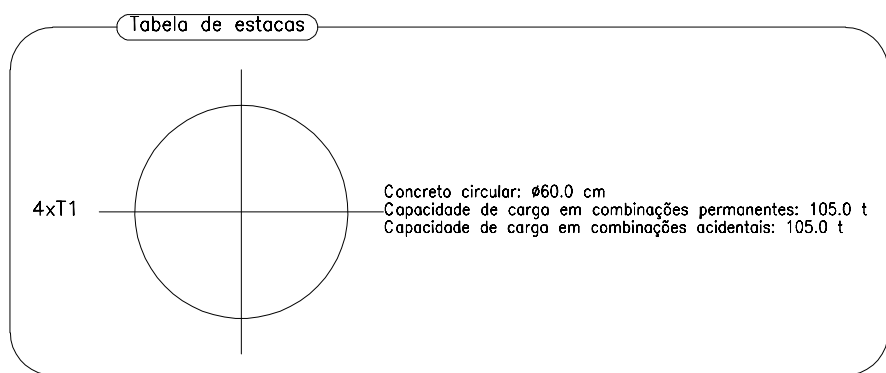 Tabela de estacas
4xT1
Concreto circular: ø60.0 cm
Capacidade de carga em combinações permanentes: 105.0 t
Capacidade de carga em combinações acidentais: 105.0 t